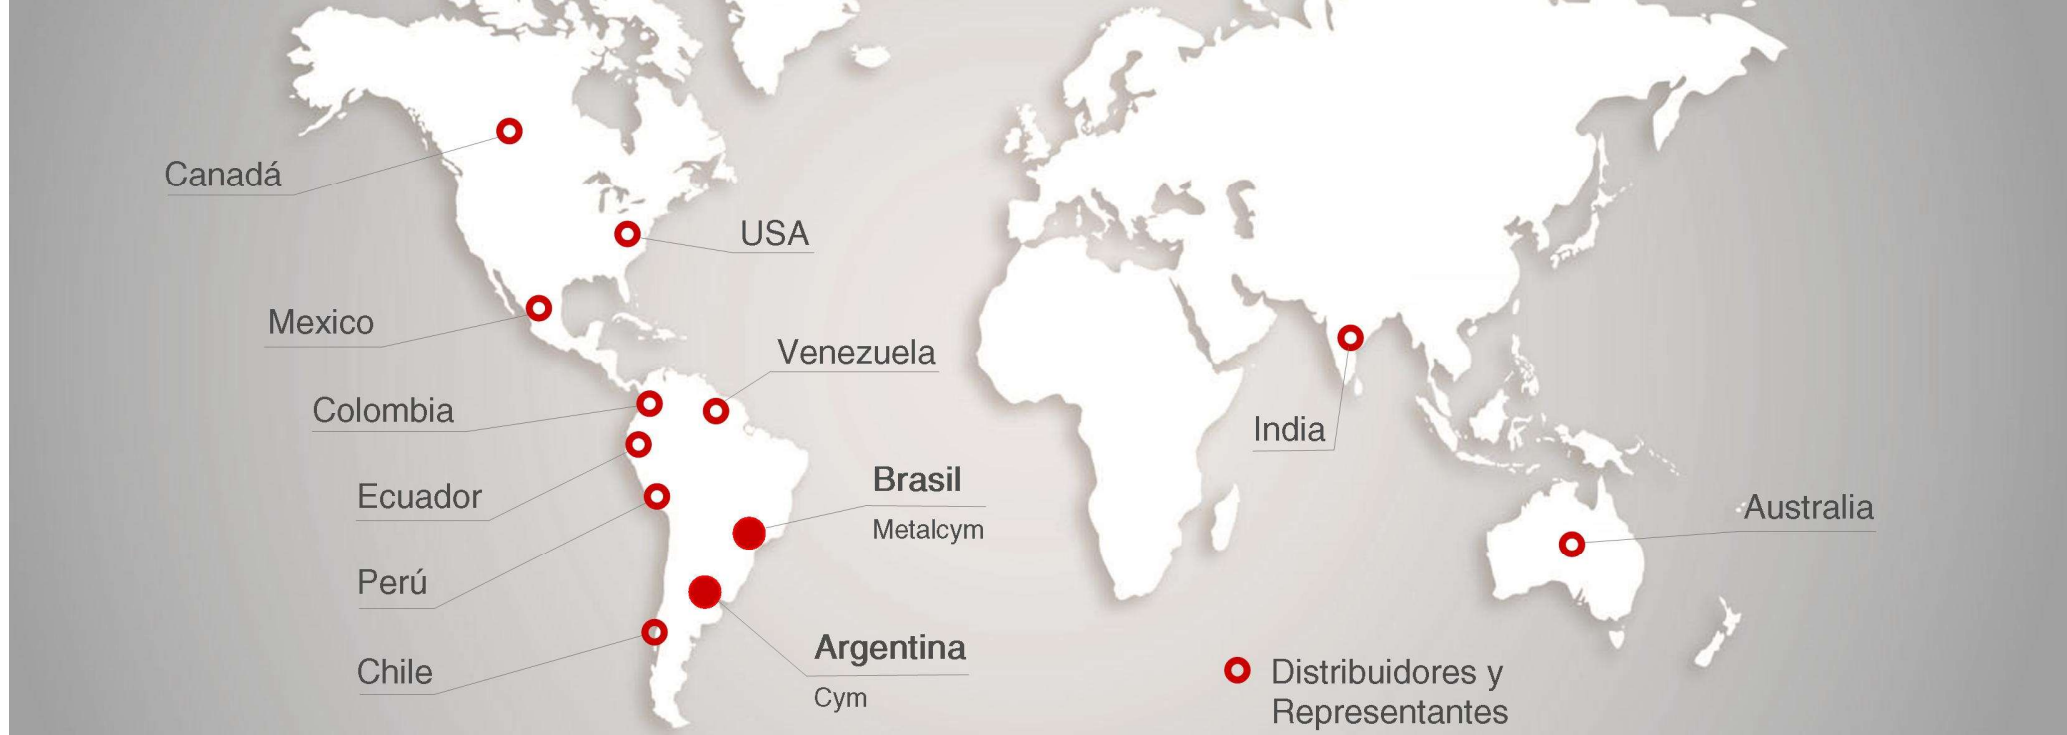 Canadá
USA
Mexico
Venezuela
Colombia
India
Brasil
Metalcym
Ecuador
Australia
Perú
Argentina
Cym
Chile
Distribuidores y
Representantes